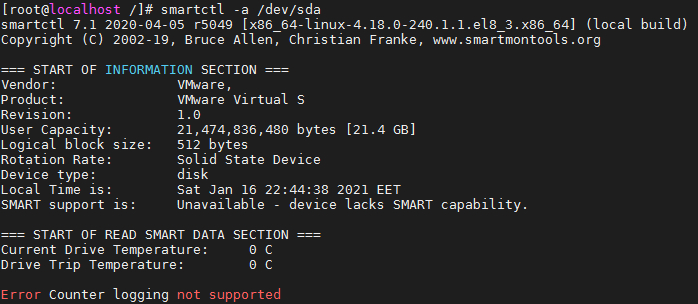 [root@localhost /]# smartctl -a /dev/sda
smartctl 7.1 2020-04-05 r5049 [x86_64-linux-4.18.0-240.1.1.el8_3.x86_64] (local build)
Copyright (C) 2002-19, Bruce Allen, Christian Franke, www.smartmontools.org
=== START OF INFORMATION SECTION ===
Vendor: VMware,
Product: VMware Virtual S
Revision: 1.0
User Capacity: 21,474,836,480 bytes [21.4 GB]
Logical block size: 512 bytes
Rotation Rate: Solid State Device
Device type: disk
Local Time is: Sat Jan 16 22:44:38 2021 EET
SMART support is: Unavailable - device lacks SMART capability.
=== START OF READ SMART DATA SECTION ===
Current Drive Temperature: 0 C
Drive Trip Temperature: 0 C
Error Counter logging not supported